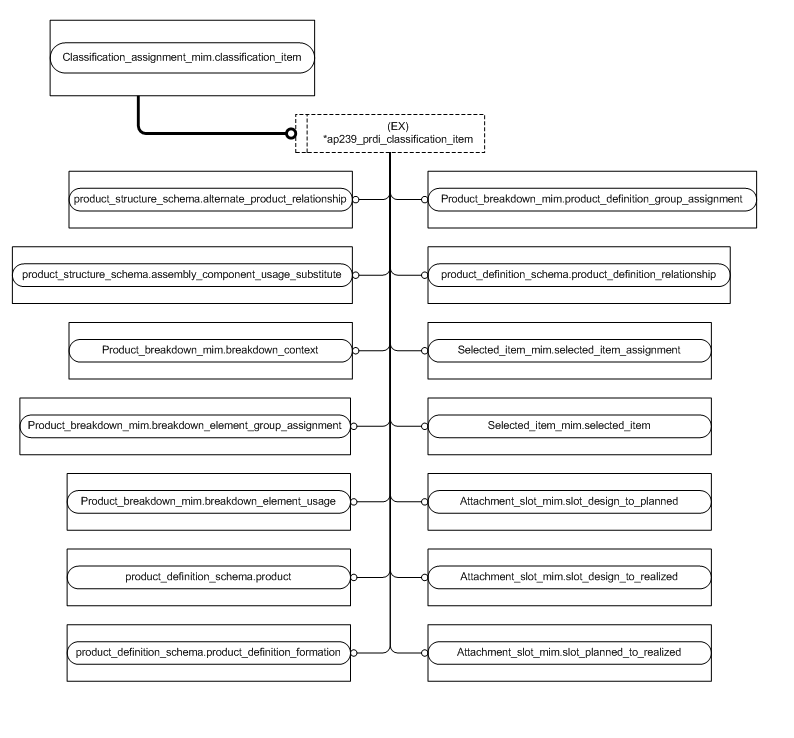 Classification_assignment_mim.classification_item
(EX)
*ap239_prdi_classification_item
product_structure_schema.alternate_product_relationship
Product_breakdown_mim.product_definition_group_assignment
product_structure_schema.assembly_component_usage_substitute
product_definition_schema.product_definition_relationship
Product_breakdown_mim.breakdown_context
Selected_item_mim.selected_item_assignment
Product_breakdown_mim.breakdown_element_group_assignment
Selected_item_mim.selected_item
Product_breakdown_mim.breakdown_element_usage
Attachment_slot_mim.slot_design_to_planned
product_definition_schema.product
Attachment_slot_mim.slot_design_to_realized
product_definition_schema.product_definition_formation
Attachment_slot_mim.slot_planned_to_realized